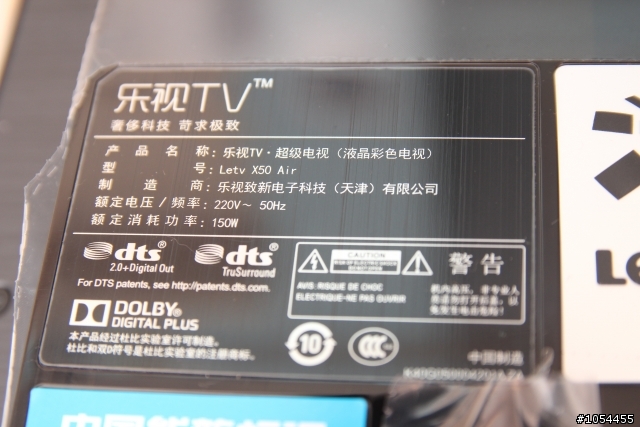 乐视TV™
奢侈科技 苛求极致
产品名称：乐视TV·超级电视（液晶彩色电视）
型号：Letv X50 Air
制造商：乐视致新电子科技（天津）有限公司
额定电压/频率：220V～ 50Hz
额定消耗功率：150W
dts®
2.0+Digital Out
dts®
TruSurround
For DTS patents, see http://patents.dts.com.
CAUTION
警告
AVIS: RISQUE DE CHOC
ELECTRIQUE-NE PAS OUVRIR
DOLBY®
DIGITAL PLUS
本产品经过杜比实验室许可制造。
杜比和双D符号是杜比实验室的注册商标。
10
中国制造
#1054455